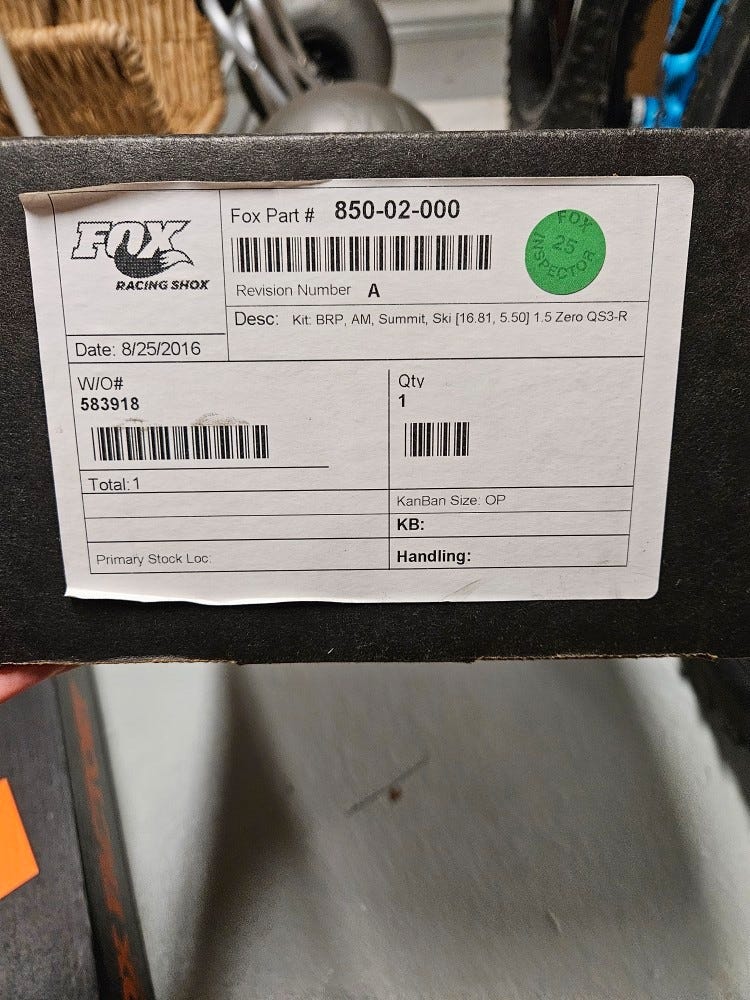 FOX
RACING SHOX
Date: 8/25/2016
Fox Part # 850-02-000
Revision Number A
FOX
25
INSPECTOR
Desc: Kit: BRP, AM, Summit, Ski [16.81, 5.50] 1.5 Zero QS3-R
W/O#
583918
Total: 1
Primary Stock Loc:
Qty
1
KanBan Size: OP
KB:
Handling: